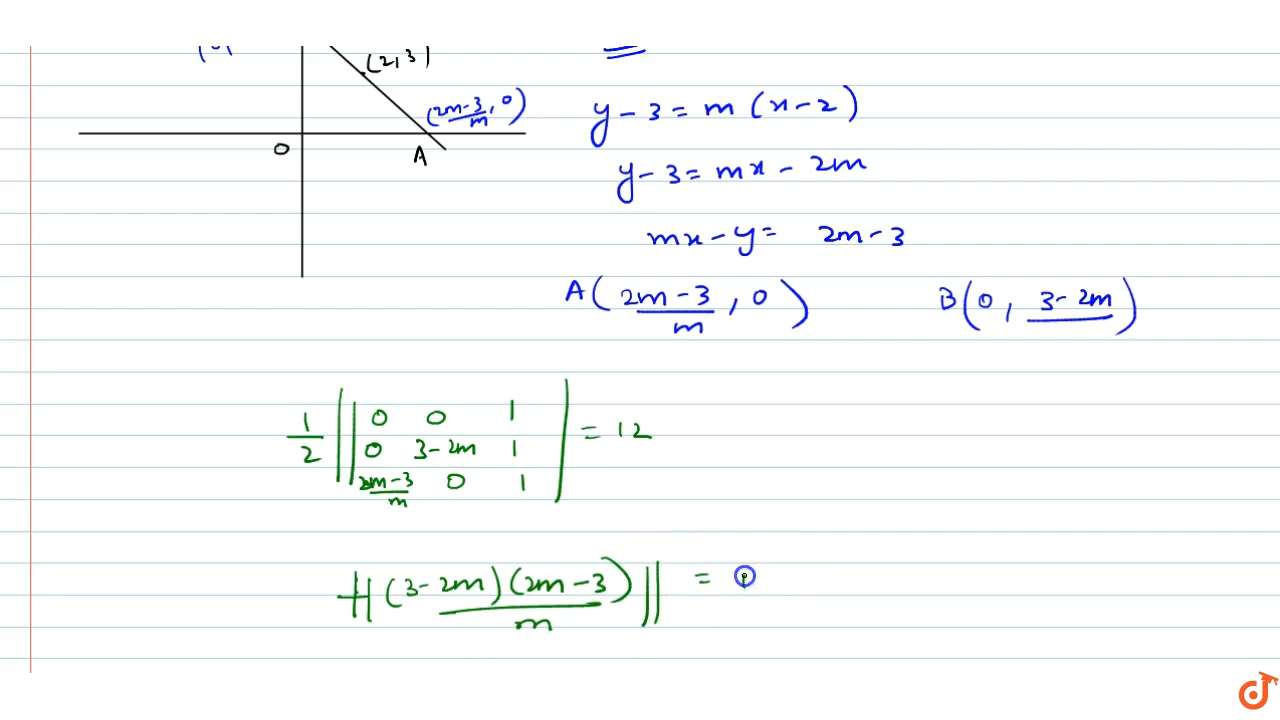 (2,3)
(2m-3/m, 0)
O
A
y - 3 = m (x - 2)
y - 3 = mx - 2m
mx - y = 2m - 3
A (2m - 3/m, 0)
B (0, 3 - 2m)
1/2 || 0 0 1 | = 12
0 3 - 2m 1
2m - 3/m 0 1
|| (3 - 2m) (2m - 3)/m || =